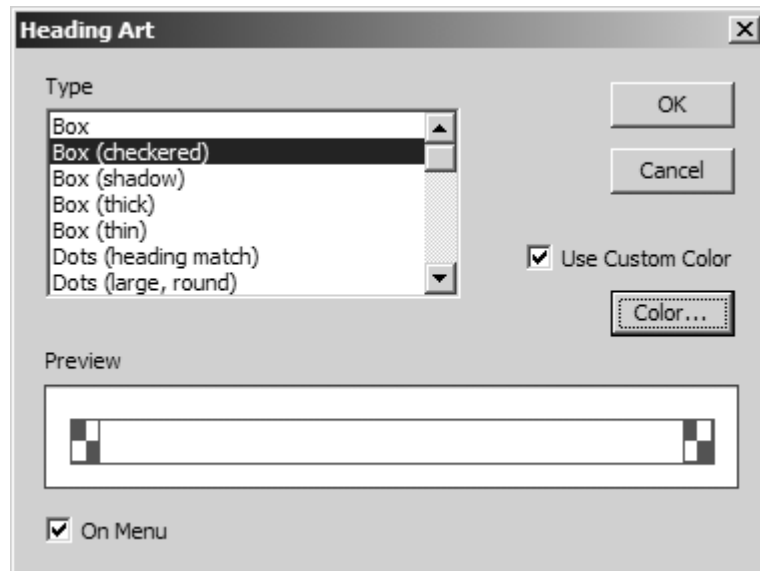 Heading Art
Type
Box
Box (checkered)
Box (shadow)
Box (thick)
Box (thin)
Dots (heading match)
Dots (large, round)
OK
Cancel
Use Custom Color
Color...
Preview
On Menu